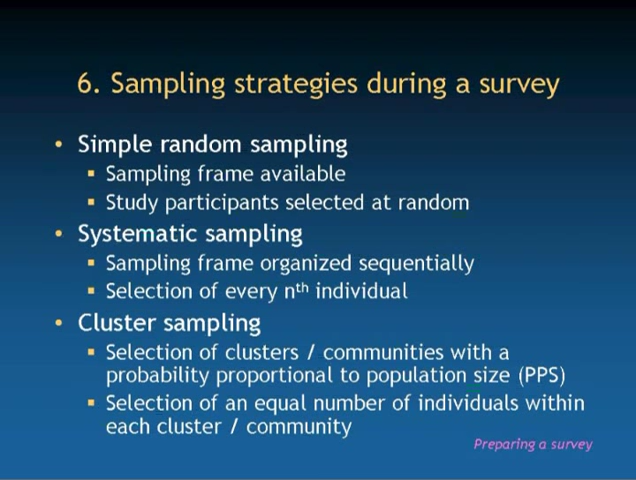 6. Sampling strategies during a survey
• Simple random sampling
▪ Sampling frame available
▪ Study participants selected at random
• Systematic sampling
▪ Sampling frame organized sequentially
▪ Selection of every nth individual
• Cluster sampling
▪ Selection of clusters / communities with a
probability proportional to population size (PPS)
▪ Selection of an equal number of individuals within
each cluster / community
Preparing a survey